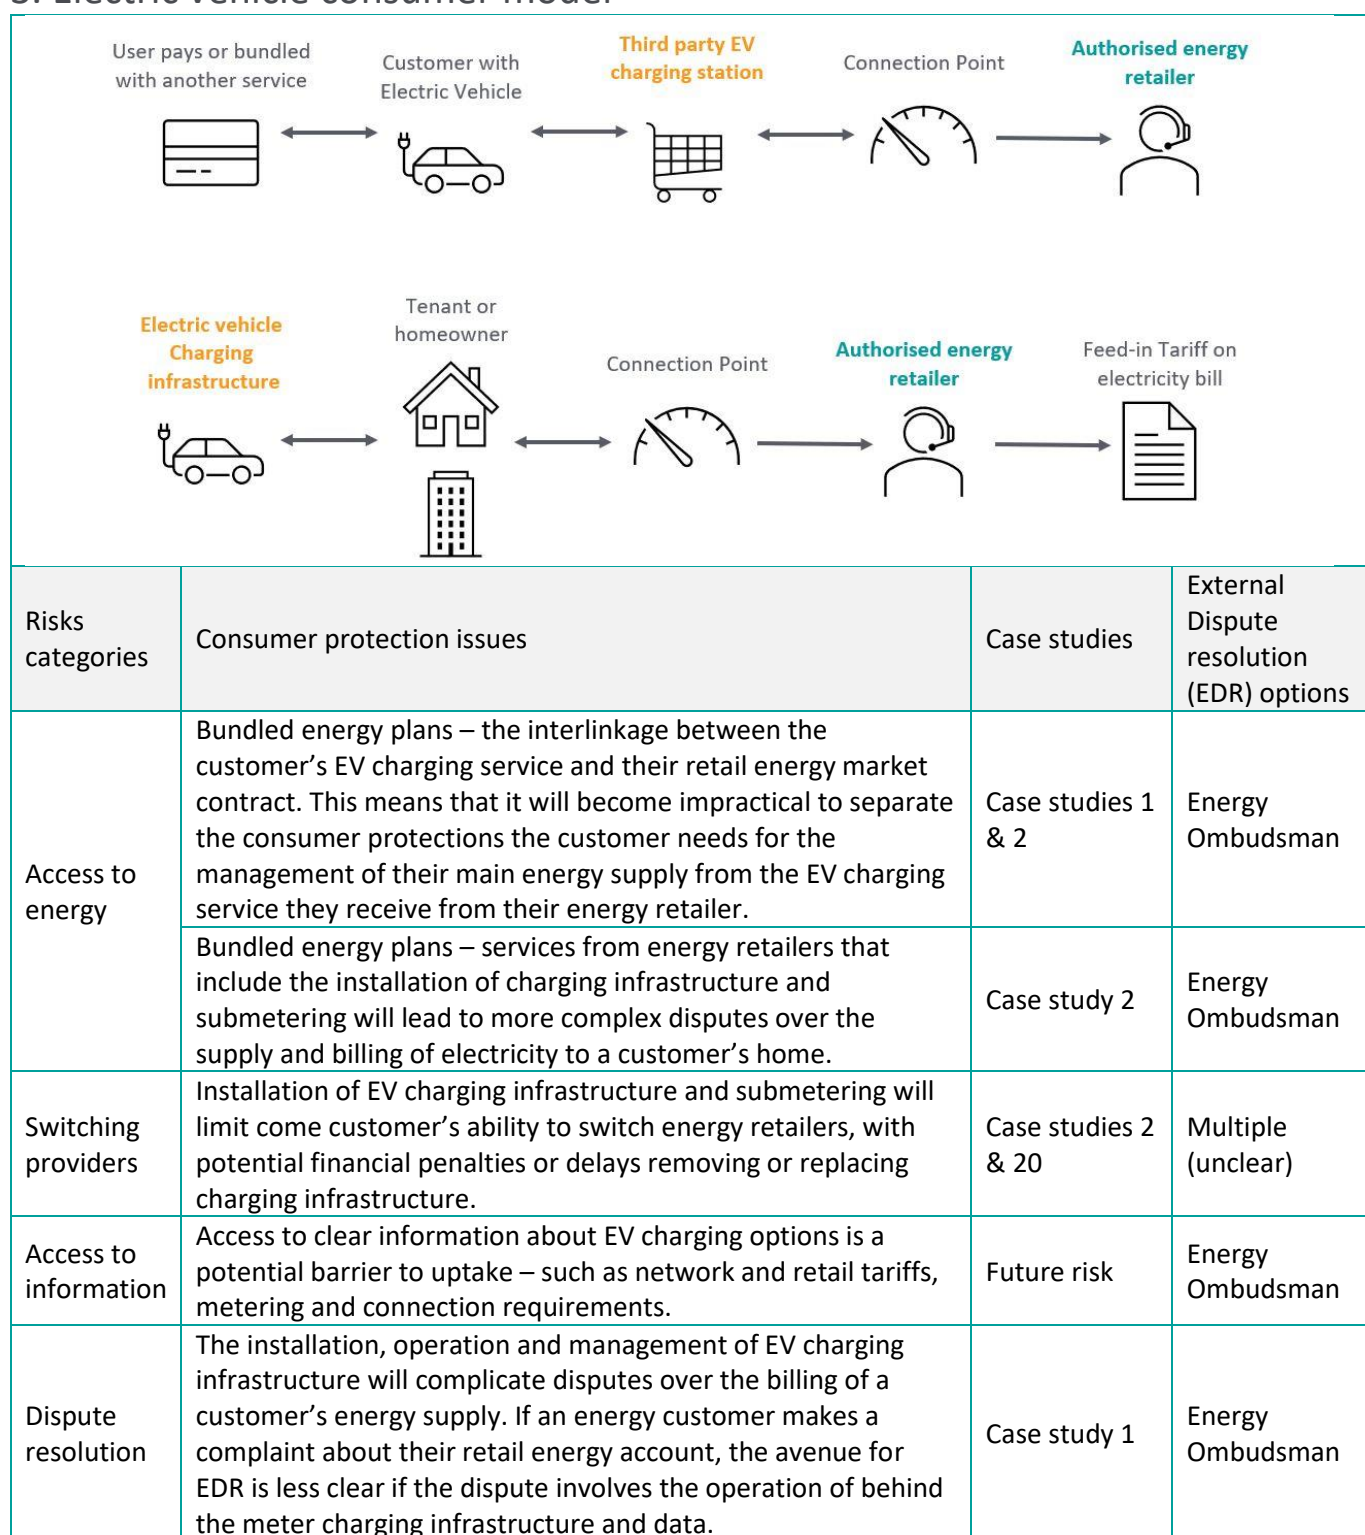 User pays or bundled
with another service
Customer with
Electric Vehicle
Third party EV
charging station
Connection Point
Authorised energy
retailer
Electric vehicle
Charging
infrastructure
Tenant or
homeowner
Connection Point
Authorised energy
retailer
Feed-in Tariff on
electricity bill
Risks
categories
Consumer protection issues
Case studies
External
Dispute
resolution
(EDR) options
Access to
energy
Bundled energy plans – the interlinkage between the
customer's EV charging service and their retail energy market
contract. This means that it will become impractical to separate
the consumer protections the customer needs for the
management of their main energy supply from the EV charging
service they receive from their energy retailer.
Case studies 1
& 2
Energy
Ombudsman
Bundled energy plans – services from energy retailers that
include the installation of charging infrastructure and
submetering will lead to more complex disputes over the
supply and billing of electricity to a customer's home.
Case study 2
Energy
Ombudsman
Switching
providers
Installation of EV charging infrastructure and submetering will
limit come customer's ability to switch energy retailers, with
potential financial penalties or delays removing or replacing
charging infrastructure.
Case studies 2
& 20
Multiple
(unclear)
Access to
information
Access to clear information about EV charging options is a
potential barrier to uptake – such as network and retail tariffs,
metering and connection requirements.
Future risk
Energy
Ombudsman
Dispute
resolution
The installation, operation and management of EV charging
infrastructure will complicate disputes over the billing of a
customer's energy supply. If an energy customer makes a
complaint about their retail energy account, the avenue for
EDR is less clear if the dispute involves the operation of behind
the meter charging infrastructure and data.
Case study 1
Energy
Ombudsman